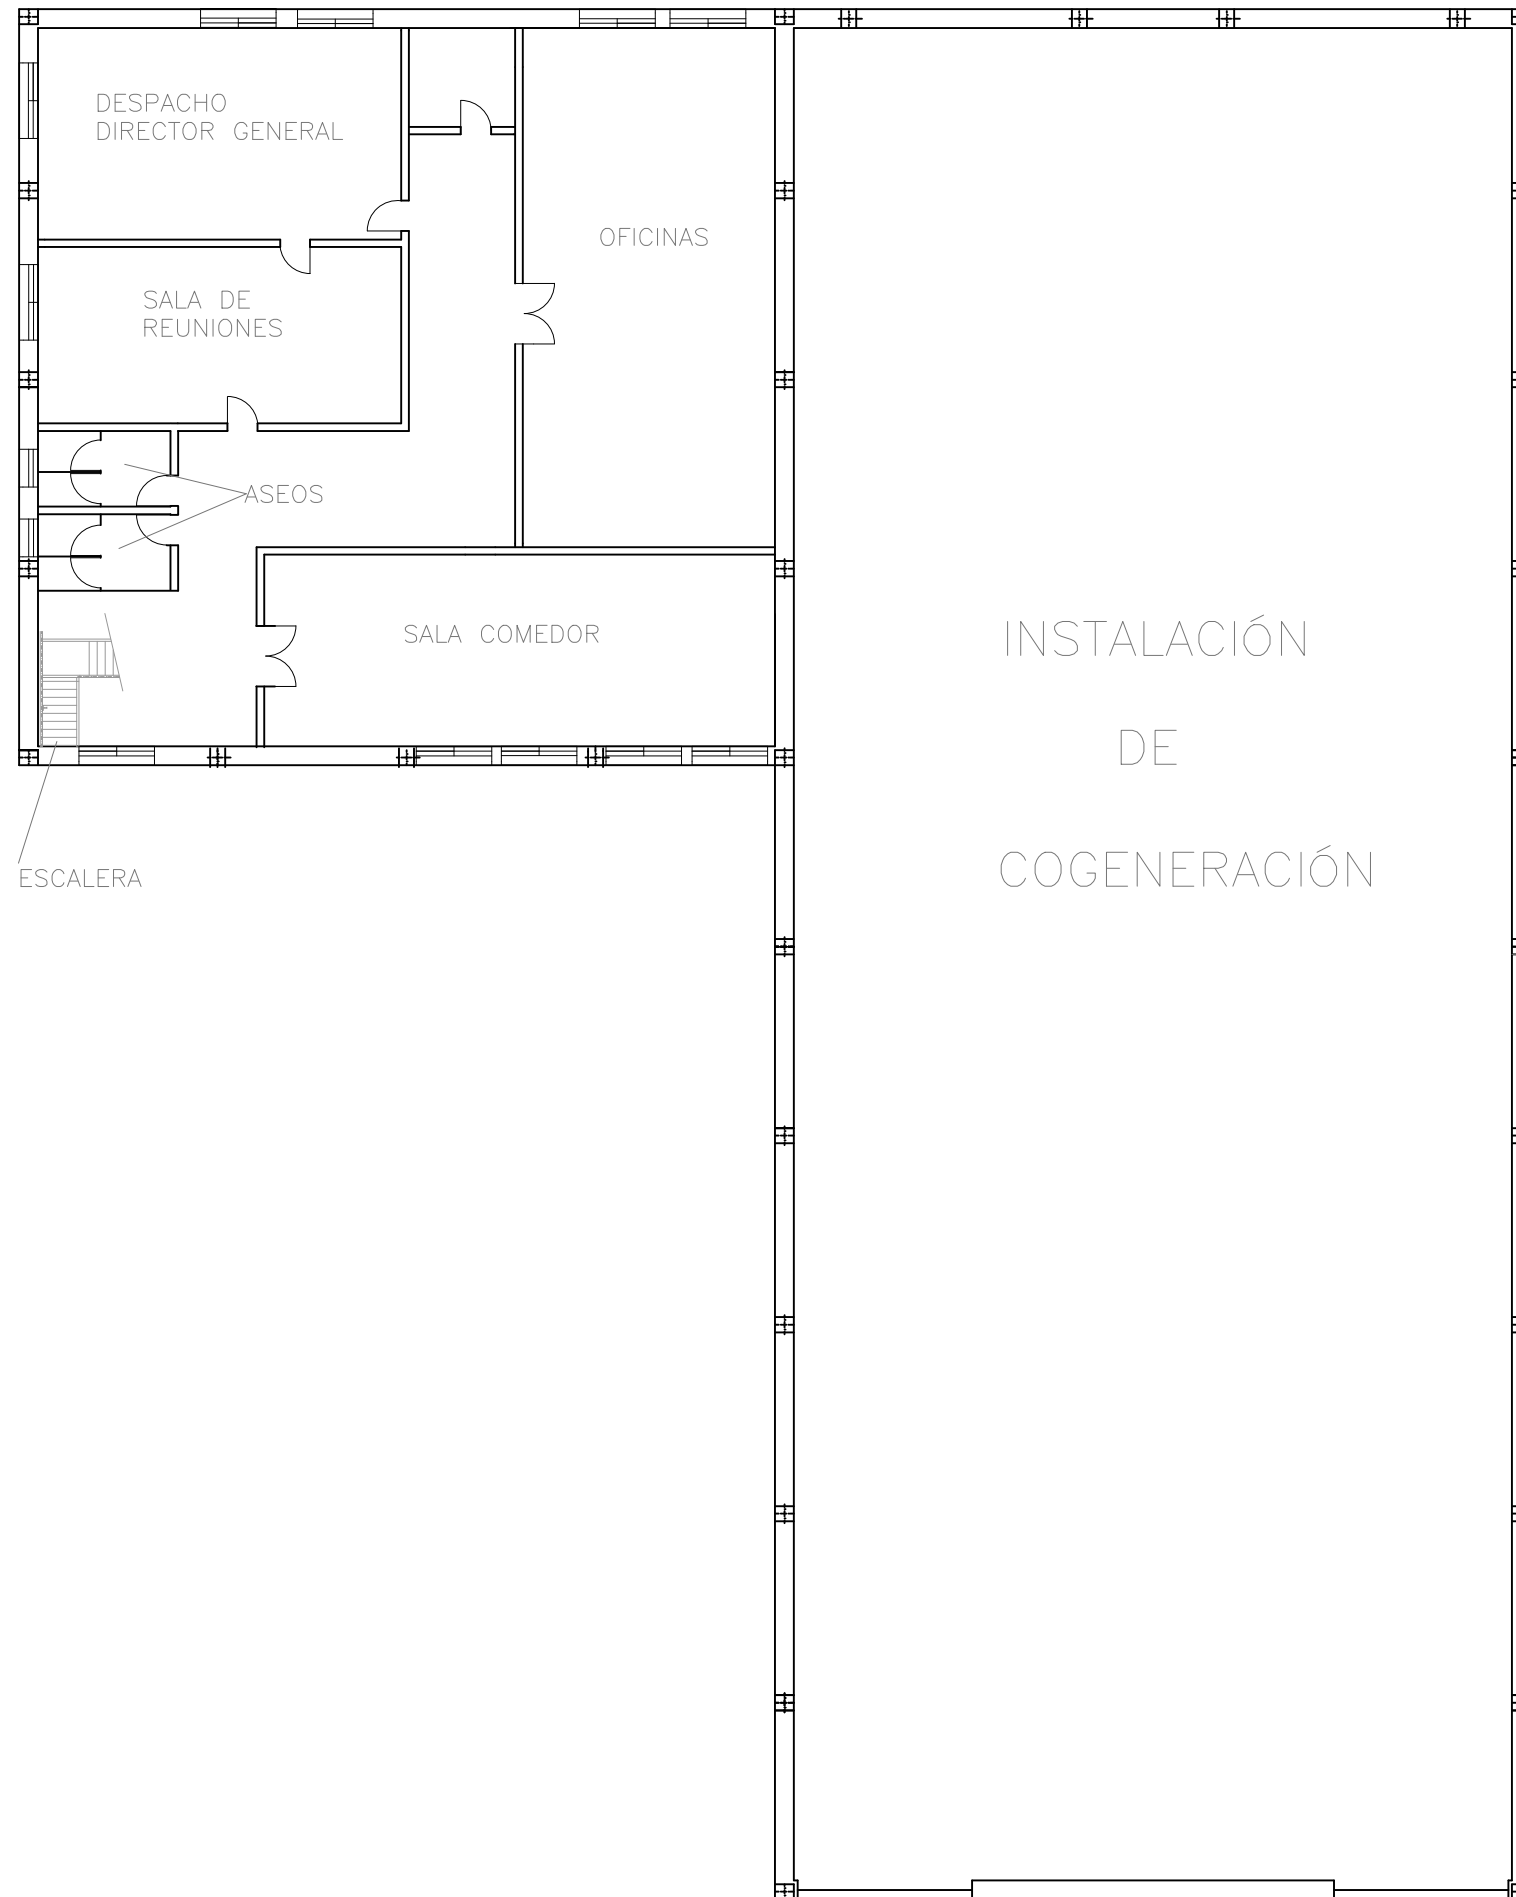 DESPACHO
DIRECTOR GENERAL
OFICINAS
SALA DE
REUNIONES
ASEOS
SALA COMEDOR
ESCALERA
INSTALACIÓN
DE
COGENERACIÓN